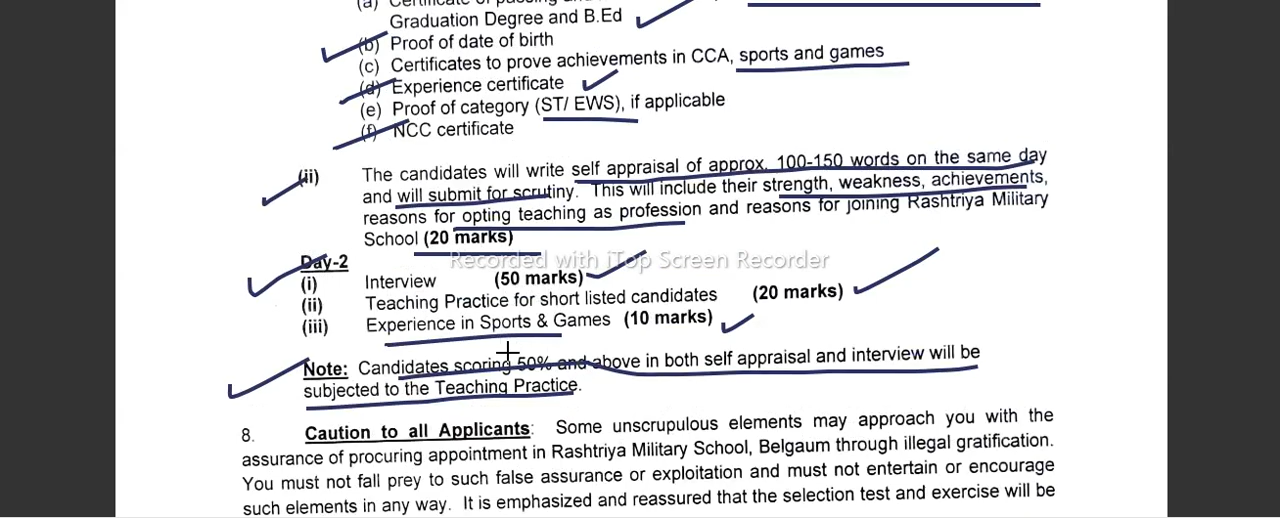 (a) Certificate of passing and
Graduation Degree and B.Ed
(b) Proof of date of birth
(c) Certificates to prove achievements in CCA, sports and games
(d) Experience certificate
(e) Proof of category (ST/ EWS), if applicable
(f) NCC certificate
(ii) The candidates will write self appraisal of approx. 100-150 words on the same day
and will submit for scrutiny. This will include their strength, weakness, achievements,
reasons for opting teaching as profession and reasons for joining Rashtriya Military
School (20 marks)
Recorded with iTop Screen Recorder
Day-2
(i) Interview (50 marks)
(ii) Teaching Practice for short listed candidates (20 marks)
(iii) Experience in Sports & Games (10 marks)
Note: Candidates scoring 50% and above in both self appraisal and interview will be
subjected to the Teaching Practice.
8. Caution to all Applicants: Some unscrupulous elements may approach you with the
assurance of procuring appointment in Rashtriya Military School, Belgaum through illegal gratification.
You must not fall prey to such false assurance or exploitation and must not entertain or encourage
such elements in any way. It is emphasized and reassured that the selection test and exercise will be